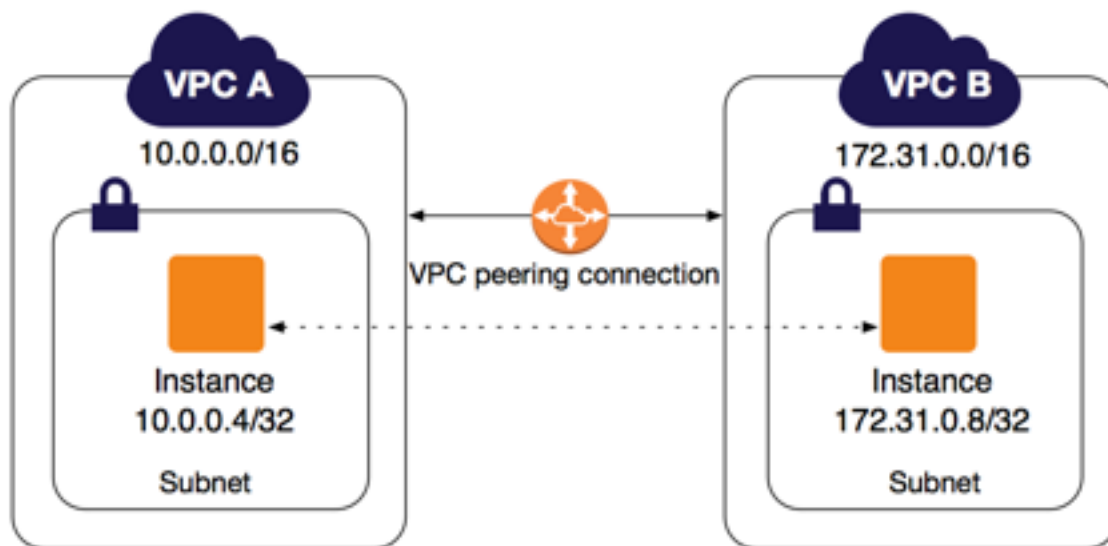 VPC A
10.0.0.0/16
Instance
10.0.0.4/32
Subnet
VPC peering connection
VPC B
172.31.0.0/16
Instance
172.31.0.8/32
Subnet